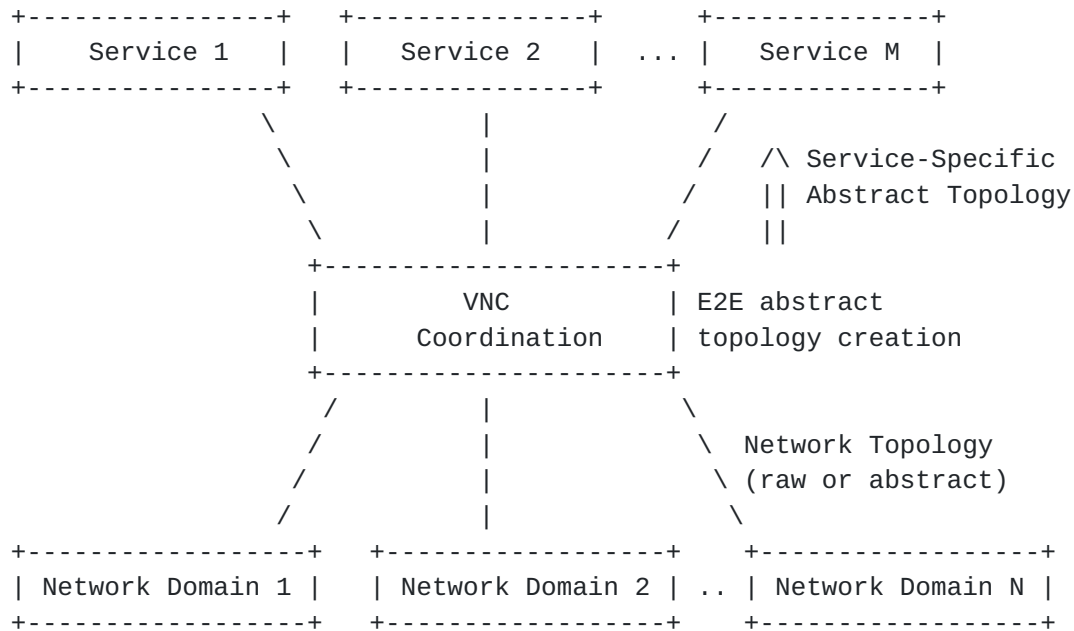 Service 1 Service 2 ... Service M
/\ Service-Specific
|| Abstract Topology
||
VNC E2E abstract
Coordination topology creation
Network Topology
(raw or abstract)
Network Domain 1 Network Domain 2 .. Network Domain N